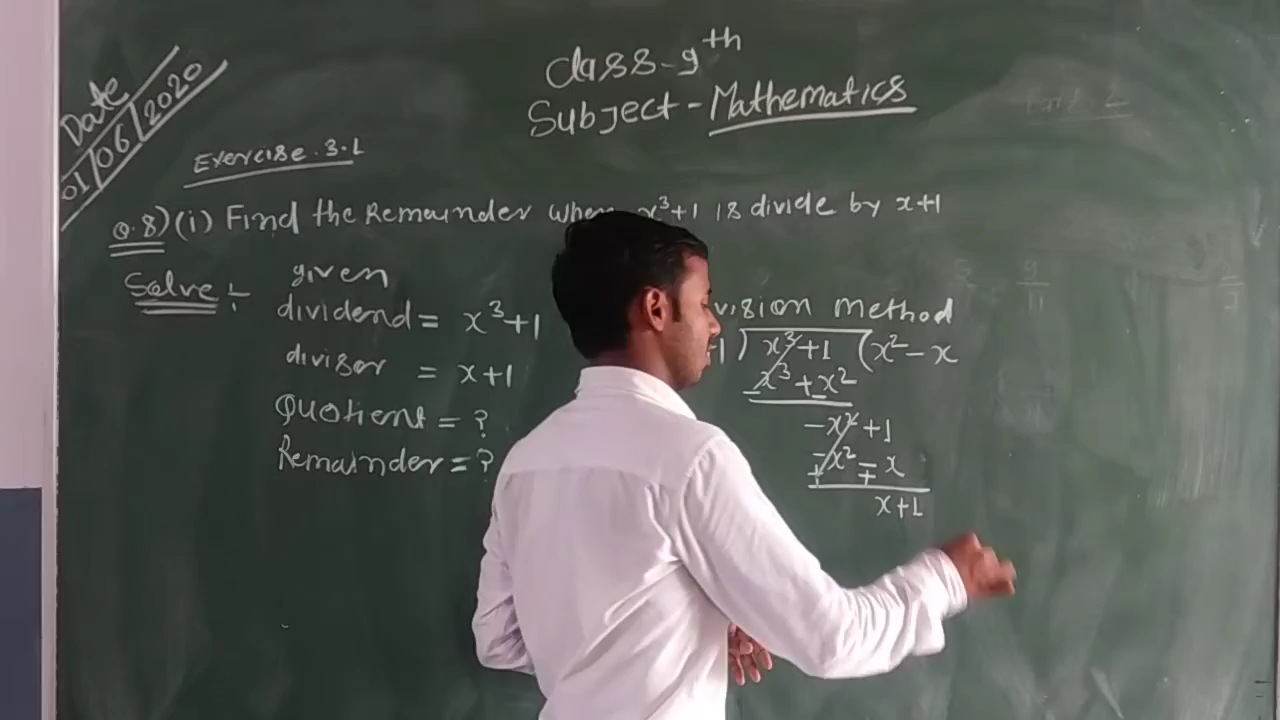 Date
01/06/2020
Class-9th
Subject-Mathematics
Exercise.3.1
Q.8)(i) Find the Remainder when x³+1 is divide by x+1
Solve:-
given
dividend = x³+1
divisor = x+1
Quotient = ?
Remainder = ?
vision method
1) x³+1 (x²-x
x³+x²
- -
-x²+1
-x²-x
+ +
x+1